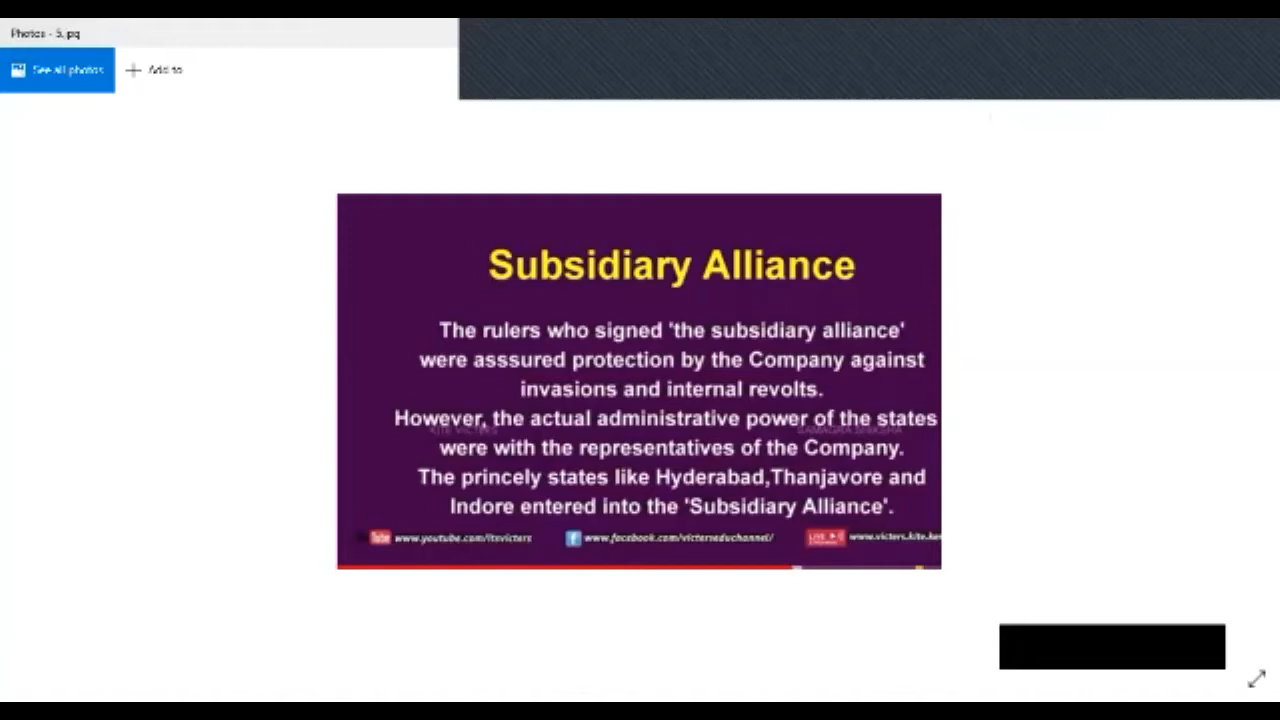 Photos - 5.jpg
See all photos
Add to
Subsidiary Alliance
The rulers who signed 'the subsidiary alliance'
were asssured protection by the Company against
invasions and internal revolts.
However, the actual administrative power of the states
were with the representatives of the Company.
The princely states like Hyderabad,Thanjavore and
Indore entered into the 'Subsidiary Alliance'.
Tube www.youtube.com/itsvicters
f www.facebook.com/victerseduchannel/
LIVE www.victers.kite.ker